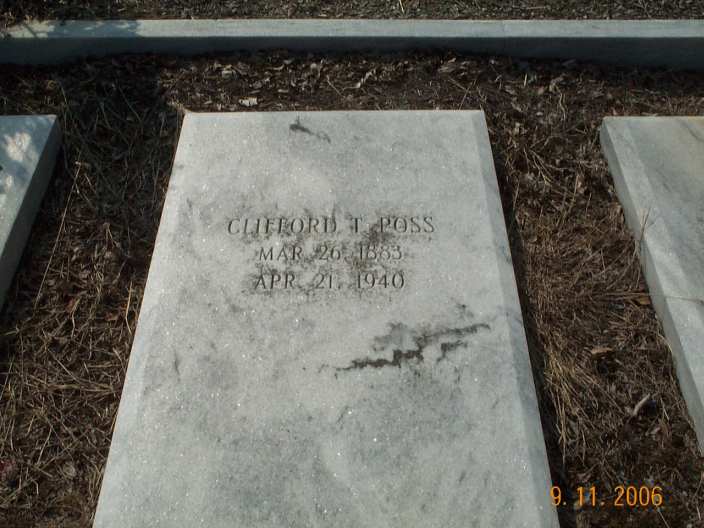 CLIFFORD T. POSS
MAR. 26, 1883
APR. 21, 1940
9.11.2006